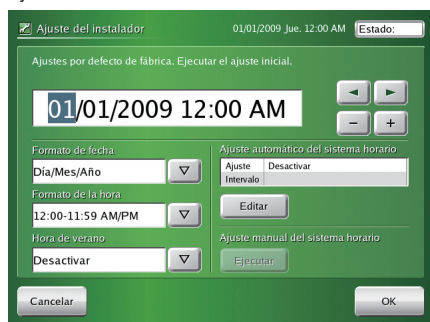 Ajuste del instalador
01/01/2009 Jue. 12:00 AM
Estado:
Ajustes por defecto de fábrica. Ejecutar el ajuste inicial.
01/01/2009 12:00 AM
- +
Formato de fecha
Día/Mes/Año
Formato de la hora
12:00-11:59 AM/PM
Hora de verano
Desactivar
Ajuste automático del sistema horario
Ajuste Desactivar
Intervalo
Editar
Ajuste manual del sistema horario
Ejecutar
Cancelar
OK